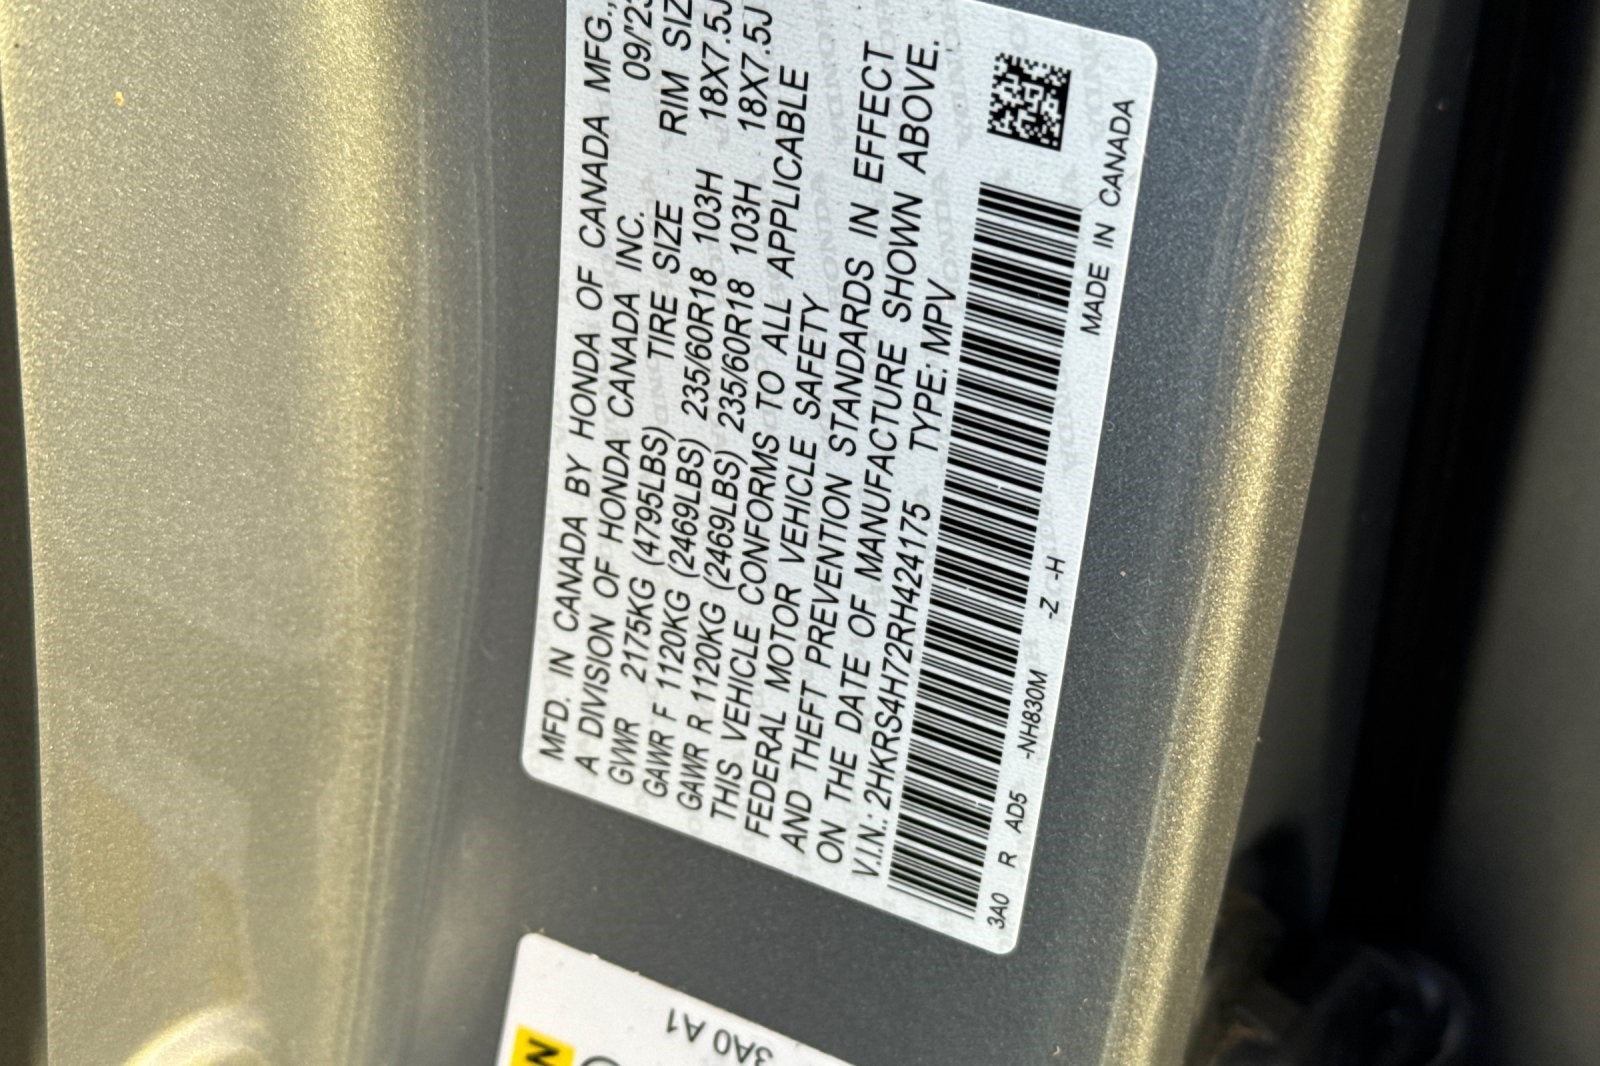 MFD. IN CANADA BY HONDA OF CANADA MFG.,
A DIVISION OF HONDA CANADA INC. 09/'23
GVWR 2175KG (4795LBS) TIRE SIZE RIM SIZ
GAWR F 1120KG (2469LBS) 235/60R18 103H 18X7.5J
GAWR R 1120KG (2469LBS) 235/60R18 103H 18X7.5J
THIS VEHICLE CONFORMS TO ALL APPLICABLE
FEDERAL MOTOR VEHICLE SAFETY
AND THEFT PREVENTION STANDARDS IN EFFECT
ON THE DATE OF MANUFACTURE SHOWN ABOVE.
V.I.N.: 2HKRS4H72RH424175 TYPE: MPV
3A0 R AD5 -NH830M -Z -H MADE IN CANADA
3A0 A1
N